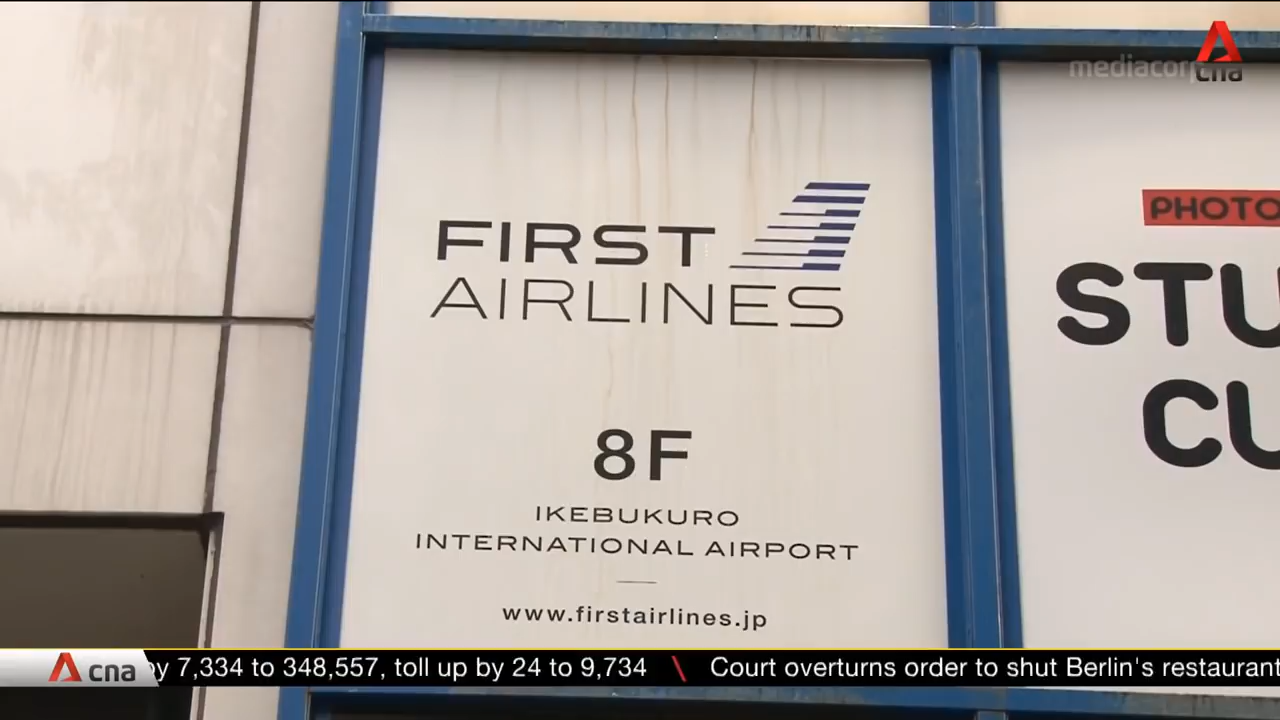 mediacorp
cna
FIRST
AIRLINES
8F
IKEBUKURO
INTERNATIONAL AIRPORT
www.firstairlines.jp
PHOTO
STU
CU
cna
by 7,334 to 348,557, toll up by 24 to 9,734 \ Court overturns order to shut Berlin's restaurant